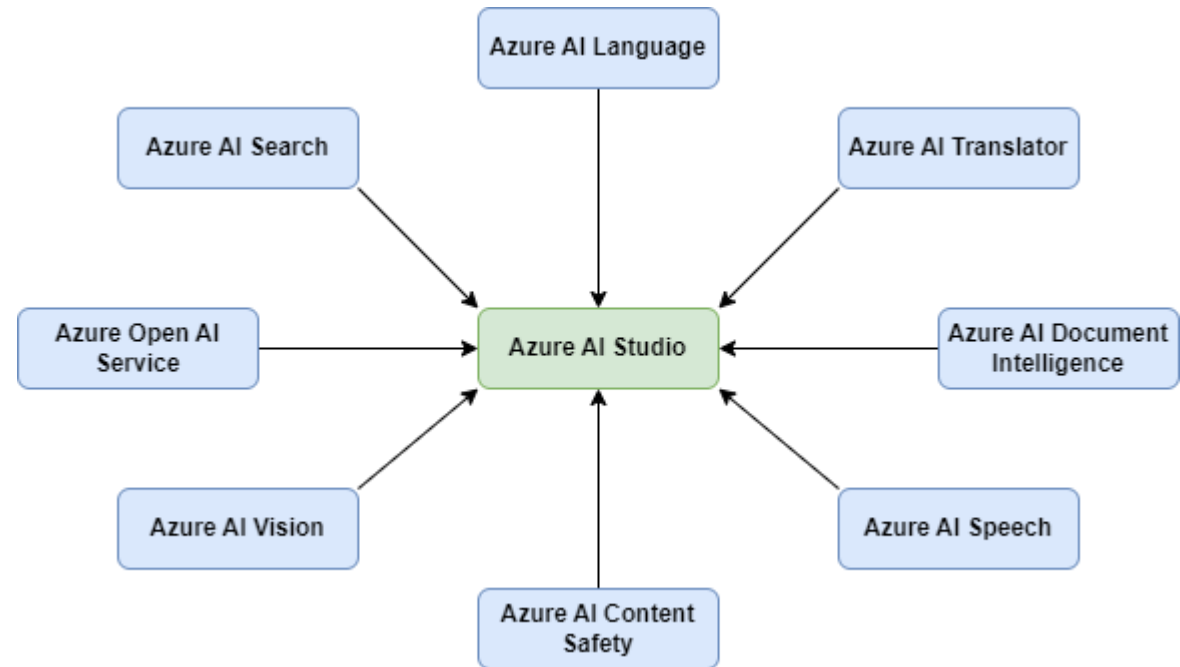 Azure AI Language
Azure AI Search
Azure AI Translator
Azure Open AI
Service
Azure AI Studio
Azure AI Document
Intelligence
Azure AI Vision
Azure AI Speech
Azure AI Content
Safety